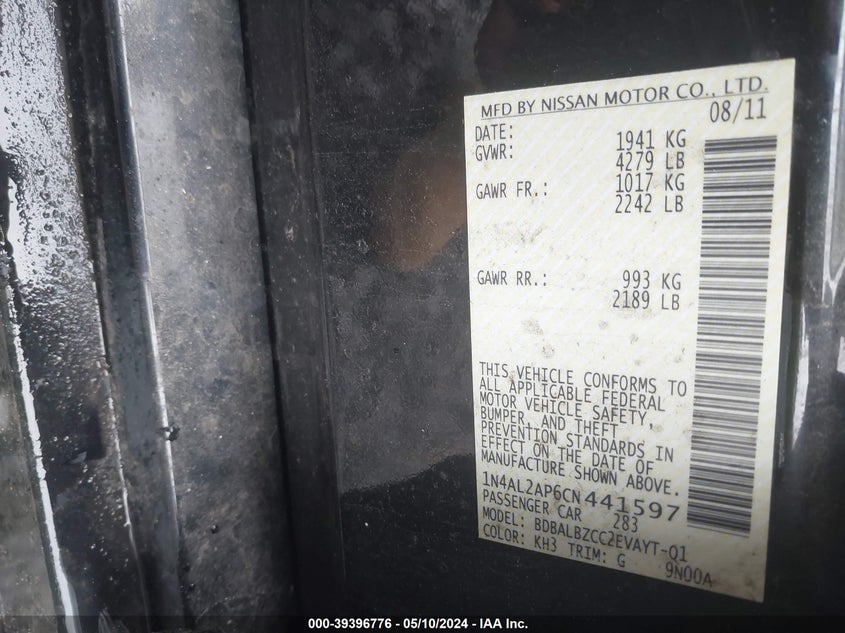 MFD BY NISSAN MOTOR CO., LTD.
DATE: 08/11
GVWR: 1941 KG
4279 LB
GAWR FR.: 1017 KG
2242 LB
GAWR RR.: 993 KG
2189 LB
THIS VEHICLE CONFORMS TO
ALL APPLICABLE FEDERAL
MOTOR VEHICLE SAFETY,
BUMPER, AND THEFT
PREVENTION STANDARDS IN
EFFECT ON THE DATE OF
MANUFACTURE SHOWN ABOVE.
1N4AL2AP6CN441597
PASSENGER CAR 283
MODEL: BDBALBZCC2EVAYT-Q1
COLOR: KH3 TRIM: G 9N00A
000-39396776 - 05/10/2024 - IAA Inc.